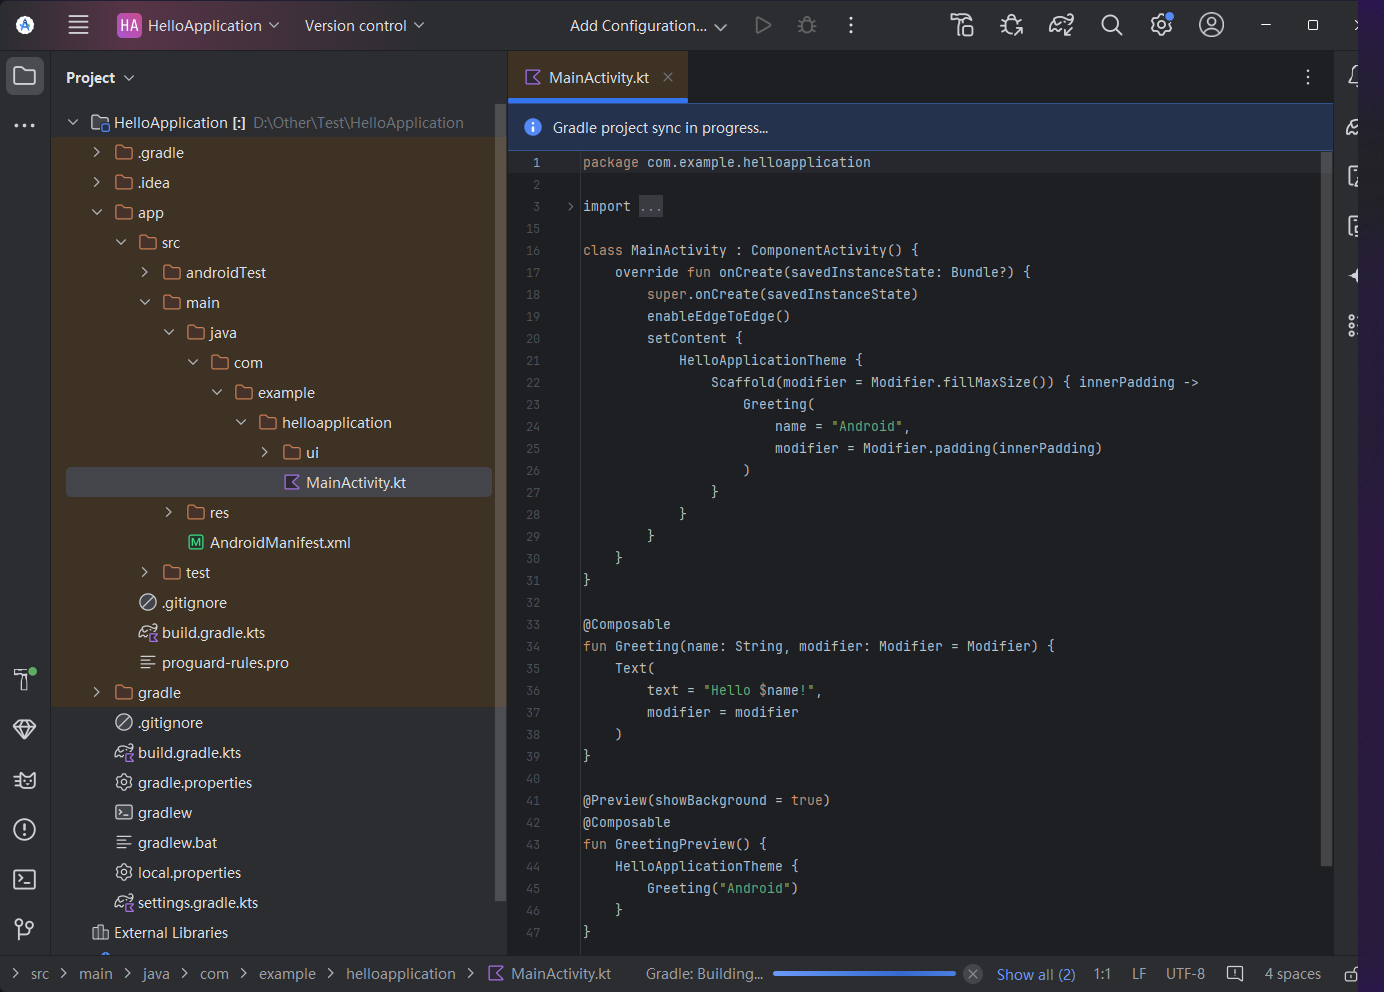 HA HelloApplication Version control Add Configuration...
Project
MainActivity.kt
HelloApplication [:] D:\Other\Test\HelloApplication
Gradle project sync in progress...
.gradle
.idea
app
src
androidTest
main
java
com
example
helloapplication
ui
MainActivity.kt
res
AndroidManifest.xml
test
.gitignore
build.gradle.kts
proguard-rules.pro
gradle
.gitignore
build.gradle.kts
gradle.properties
gradlew
gradlew.bat
local.properties
settings.gradle.kts
External Libraries
1 package com.example.helloapplication
2
3 import ...
15
16 class MainActivity : ComponentActivity() {
17 override fun onCreate(savedInstanceState: Bundle?) {
18 super.onCreate(savedInstanceState)
19 enableEdgeToEdge()
20 setContent {
21 HelloApplicationTheme {
22 Scaffold(modifier = Modifier.fillMaxSize()) { innerPadding ->
23 Greeting(
24 name = "Android",
25 modifier = Modifier.padding(innerPadding)
26 )
27 }
28 }
29 }
30 }
31 }
32
33 @Composable
34 fun Greeting(name: String, modifier: Modifier = Modifier) {
35 Text(
36 text = "Hello $name!",
37 modifier = modifier
38 )
39 }
40
41 @Preview(showBackground = true)
42 @Composable
43 fun GreetingPreview() {
44 HelloApplicationTheme {
45 Greeting("Android")
46 }
47 }
src main java com example helloapplication MainActivity.kt Gradle: Building... Show all (2) 1:1 LF UTF-8 4 spaces